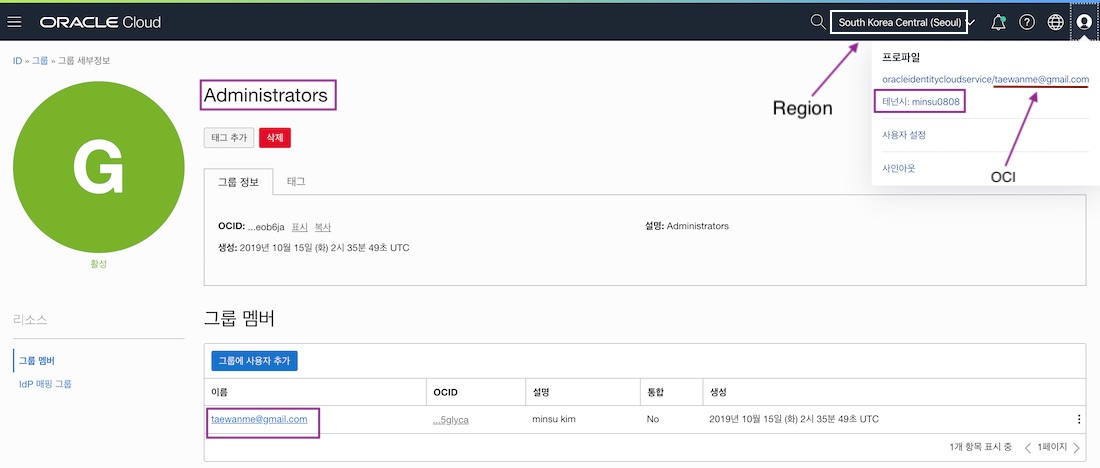 ORACLE Cloud
South Korea Central (Seoul)
ID » 그룹 » 그룹 세부정보
프로파일
oracleidentitycloudservice/taewanme@gmail.com
테넌시: minsu0808
사용자 설정
사인아웃
Region
OCI
G
활성
Administrators
태그 추가 삭제
그룹 정보 태그
OCID: ...eob6ja 표시 복사
설명: Administrators
생성: 2019년 10월 15일 (화) 2시 35분 49초 UTC
리소스
그룹 멤버
IdP 매핑 그룹
그룹 멤버
그룹에 사용자 추가
이름 OCID 설명 통합 생성
taewanme@gmail.com ...5glyca minsu kim No 2019년 10월 15일 (화) 2시 35분 49초 UTC
1개 항목 표시 중 < 1페이지 >